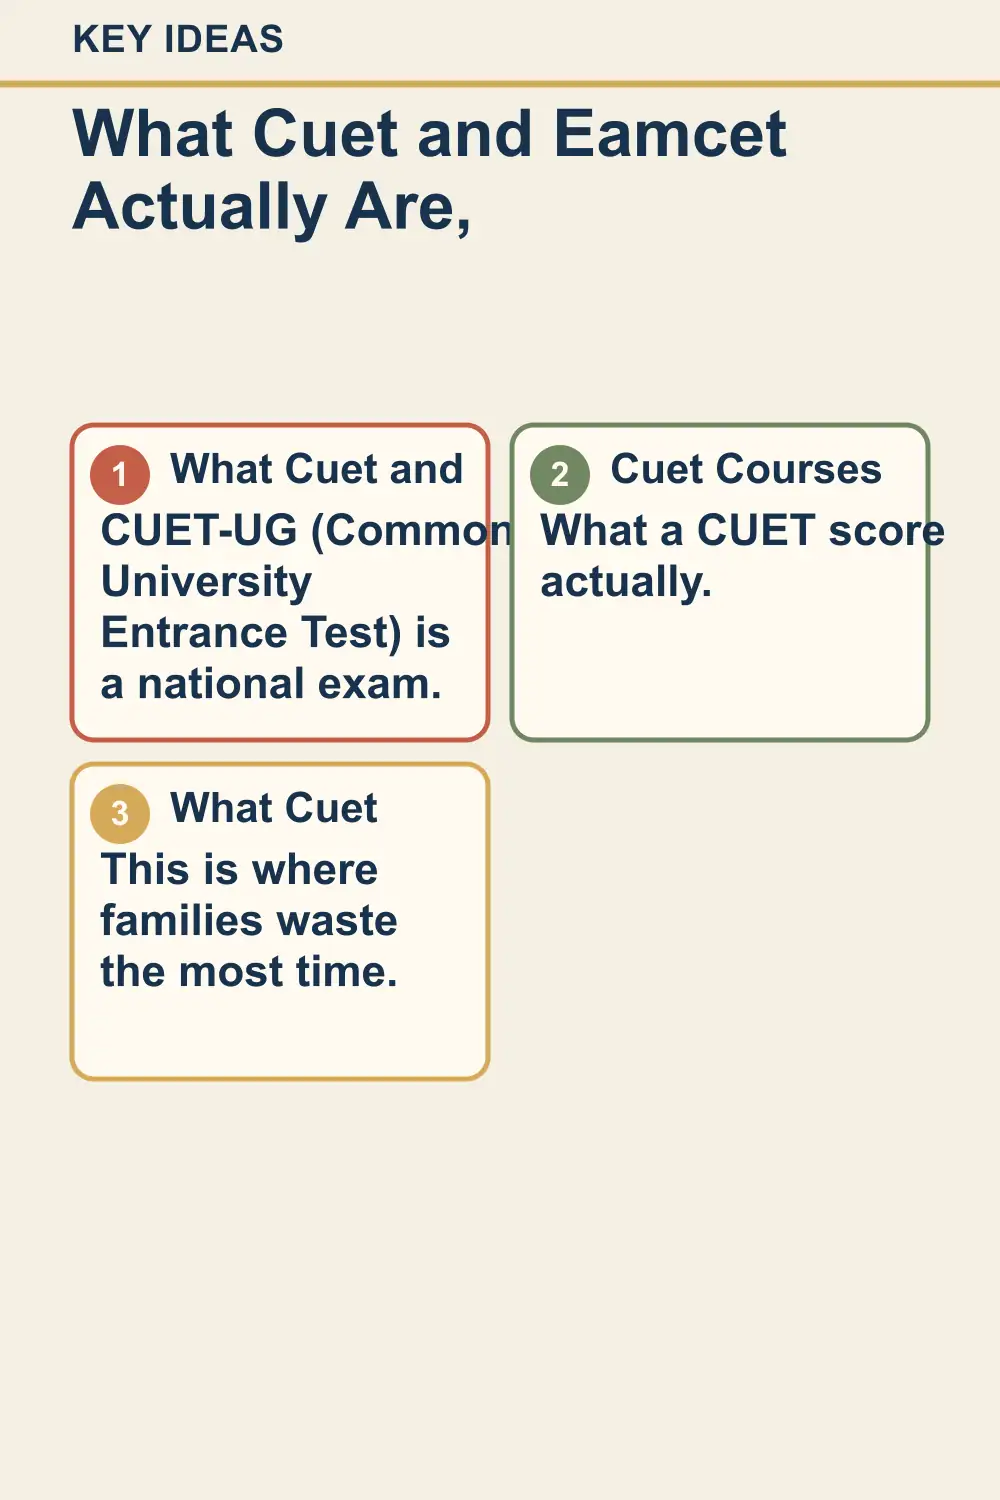 KEY IDEAS
What Cuet and Eamcet
Actually Are,
1 What Cuet and
CUET-UG (Common
University
Entrance Test) is
a national exam.
2 Cuet Courses
What a CUET score
actually.
3 What Cuet
This is where
families waste
the most time.